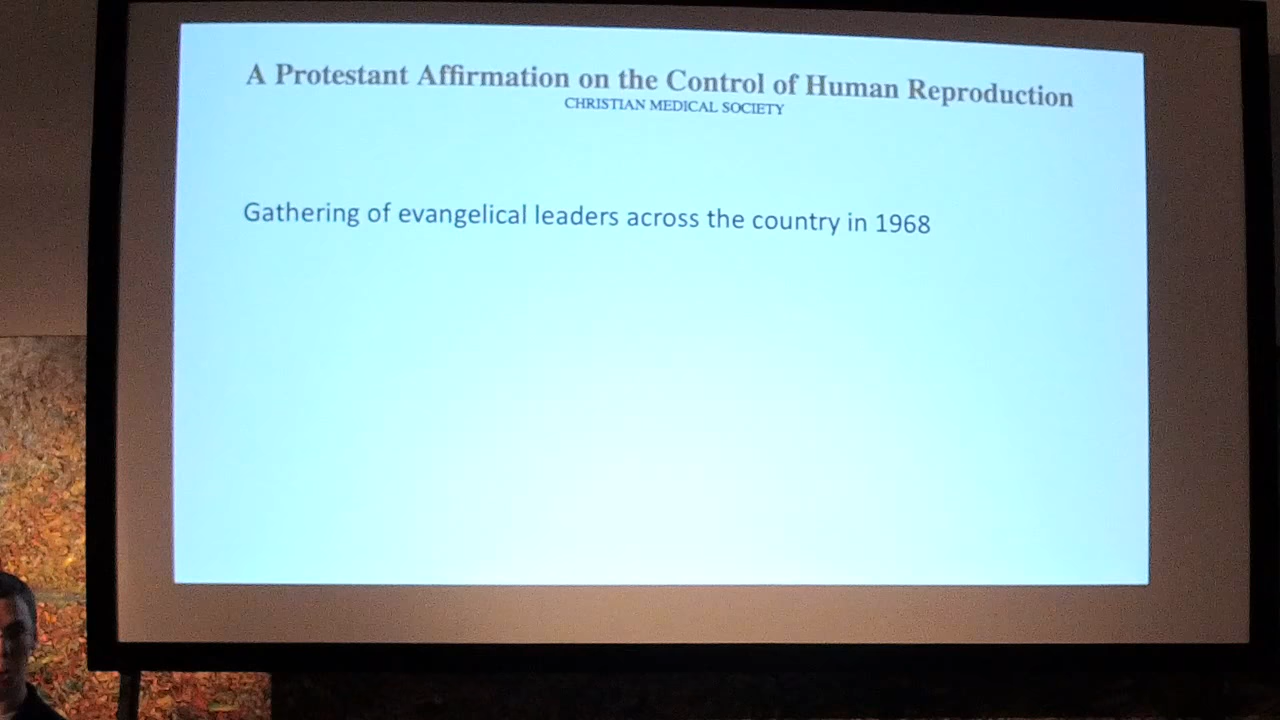 A Protestant Affirmation on the Control of Human Reproduction
CHRISTIAN MEDICAL SOCIETY
Gathering of evangelical leaders across the country in 1968